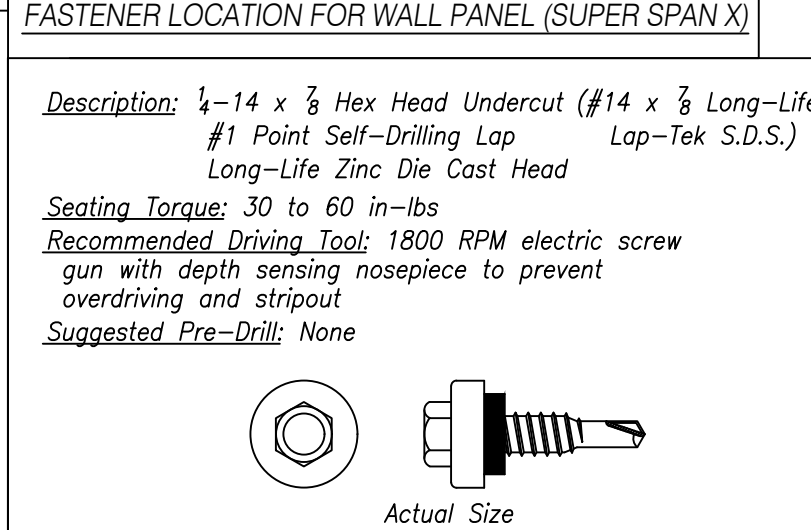 FASTENER LOCATION FOR WALL PANEL (SUPER SPAN X)
Description: 1/4-14 x 7/8 Hex Head Undercut (#14 x 7/8 Long-Life
#1 Point Self-Drilling Lap Lap-Tek S.D.S.)
Long-Life Zinc Die Cast Head
Seating Torque: 30 to 60 in-lbs
Recommended Driving Tool: 1800 RPM electric screw
gun with depth sensing nosepiece to prevent
overdriving and stripout
Suggested Pre-Drill: None
Actual Size